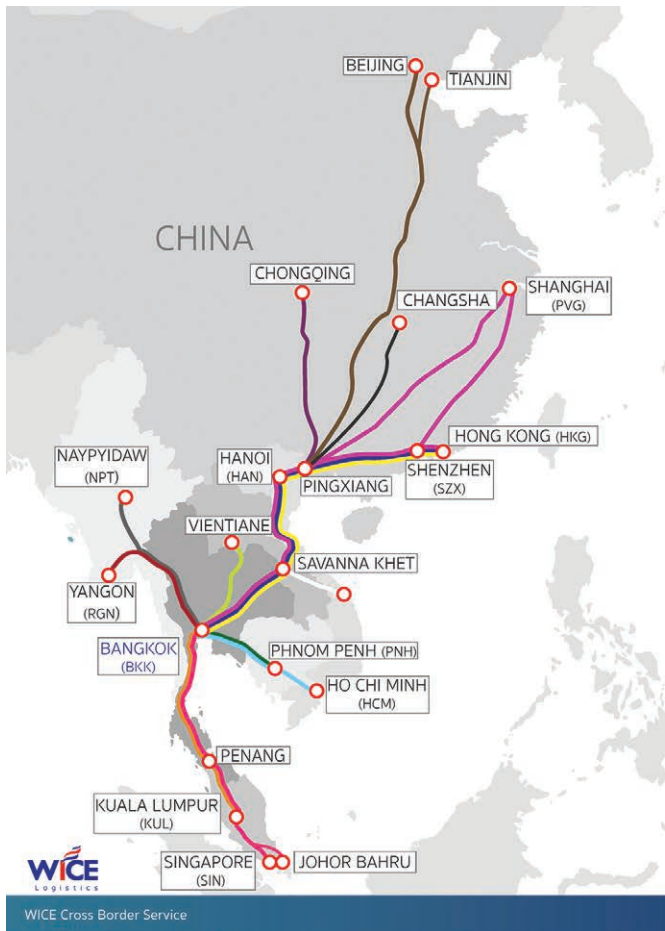 BEIJING
TIANJIN
CHINA
CHONGQING
CHANGSHA
SHANGHAI
(PVG)
HONG KONG (HKG)
HANOI
(HAN)
PINGXIANG
SHENZHEN
(SZX)
NAYPYIDAW
(NPT)
VIENTIANE
SAVANNA KHET
YANGON
(RGN)
BANGKOK
(BKK)
PHNOM PENH (PNH)
HO CHI MINH
(HCM)
PENANG
KUALA LUMPUR
(KUL)
SINGAPORE
(SIN)
JOHOR BAHRU
WICE
Logistics
WICE Cross Border Service